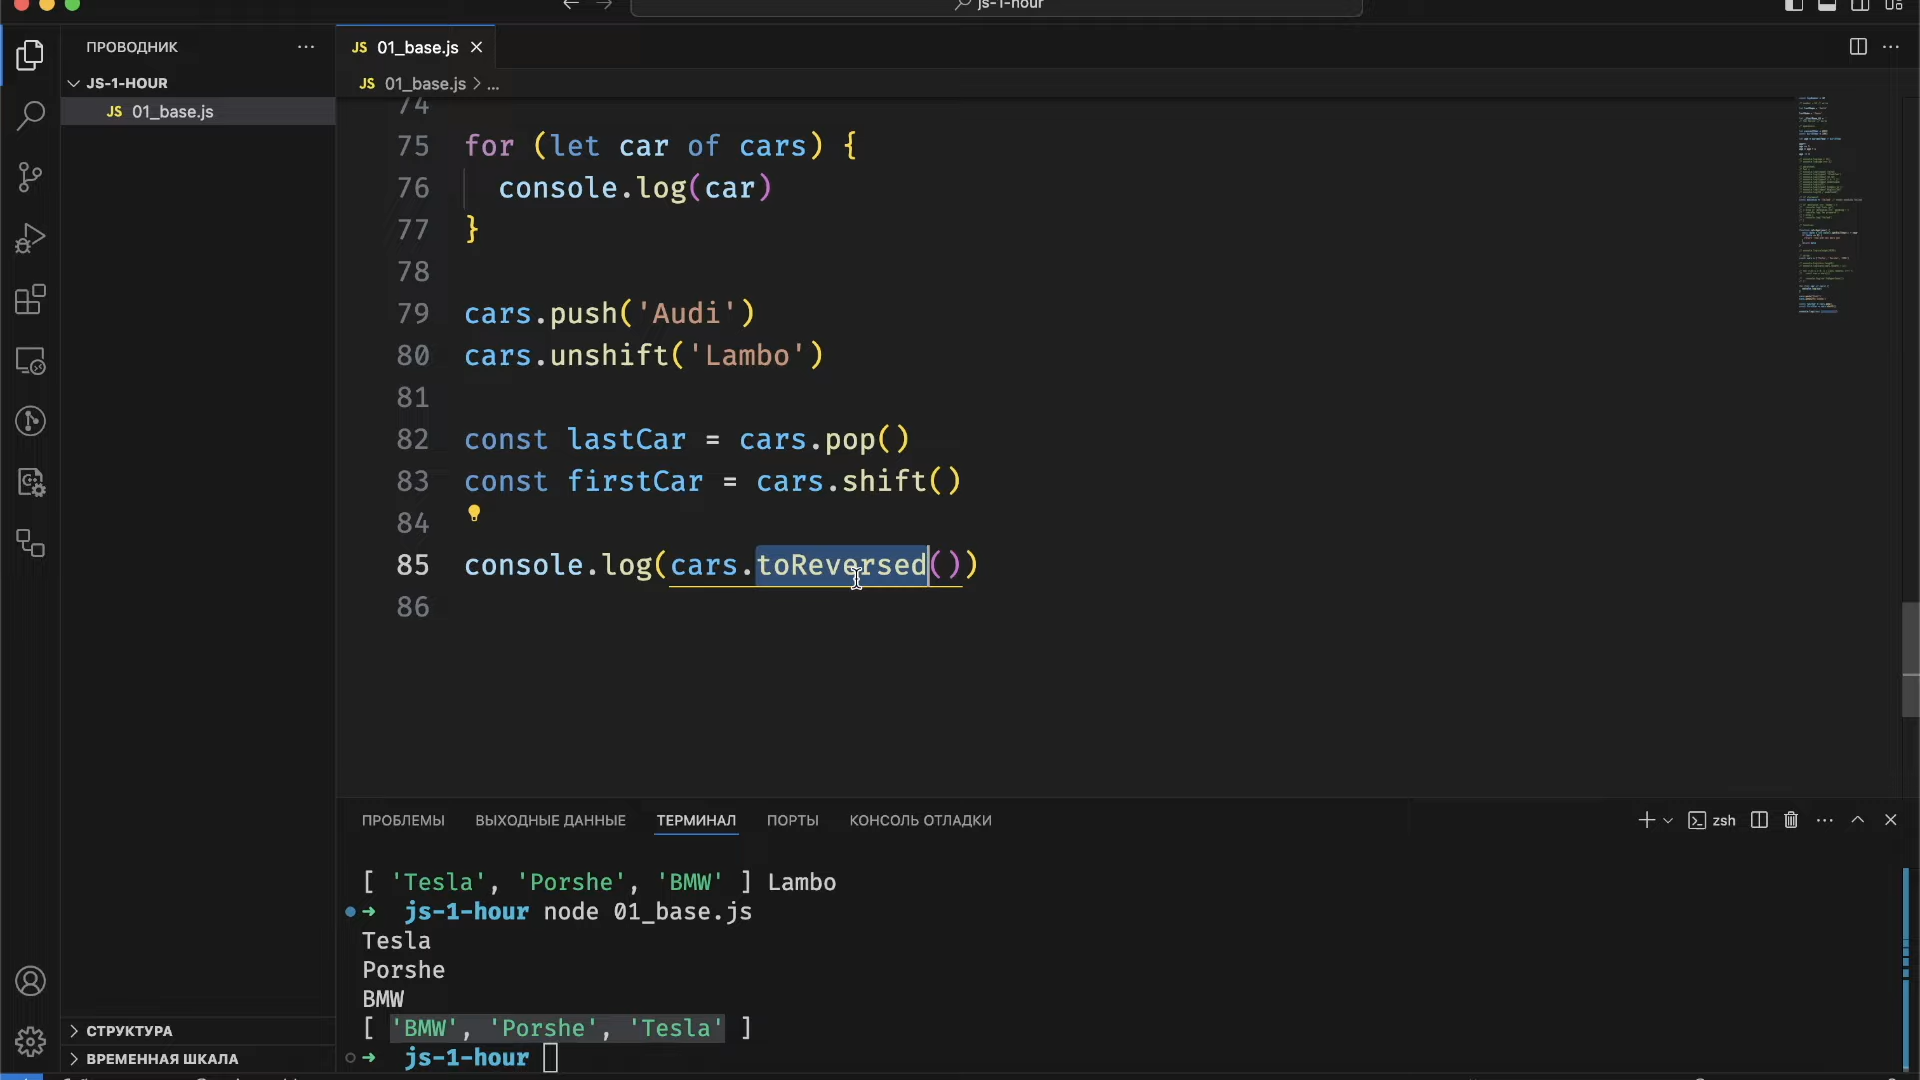 js-1-hour
ПРОВОДНИК
JS-1-HOUR
JS 01_base.js
JS 01_base.js
JS 01_base.js > ...
74
75 for (let car of cars) {
76 console.log(car)
77 }
78
79 cars.push('Audi')
80 cars.unshift('Lambo')
81
82 const lastCar = cars.pop()
83 const firstCar = cars.shift()
84
85 console.log(cars.toReversed())
86
ПРОБЛЕМЫ ВЫХОДНЫЕ ДАННЫЕ ТЕРМИНАЛ ПОРТЫ КОНСОЛЬ ОТЛАДКИ
zsh
[ 'Tesla', 'Porshe', 'BMW' ] Lambo
➜ js-1-hour node 01_base.js
Tesla
Porshe
BMW
[ 'BMW', 'Porshe', 'Tesla' ]
➜ js-1-hour
СТРУКТУРА
ВРЕМЕННАЯ ШКАЛА